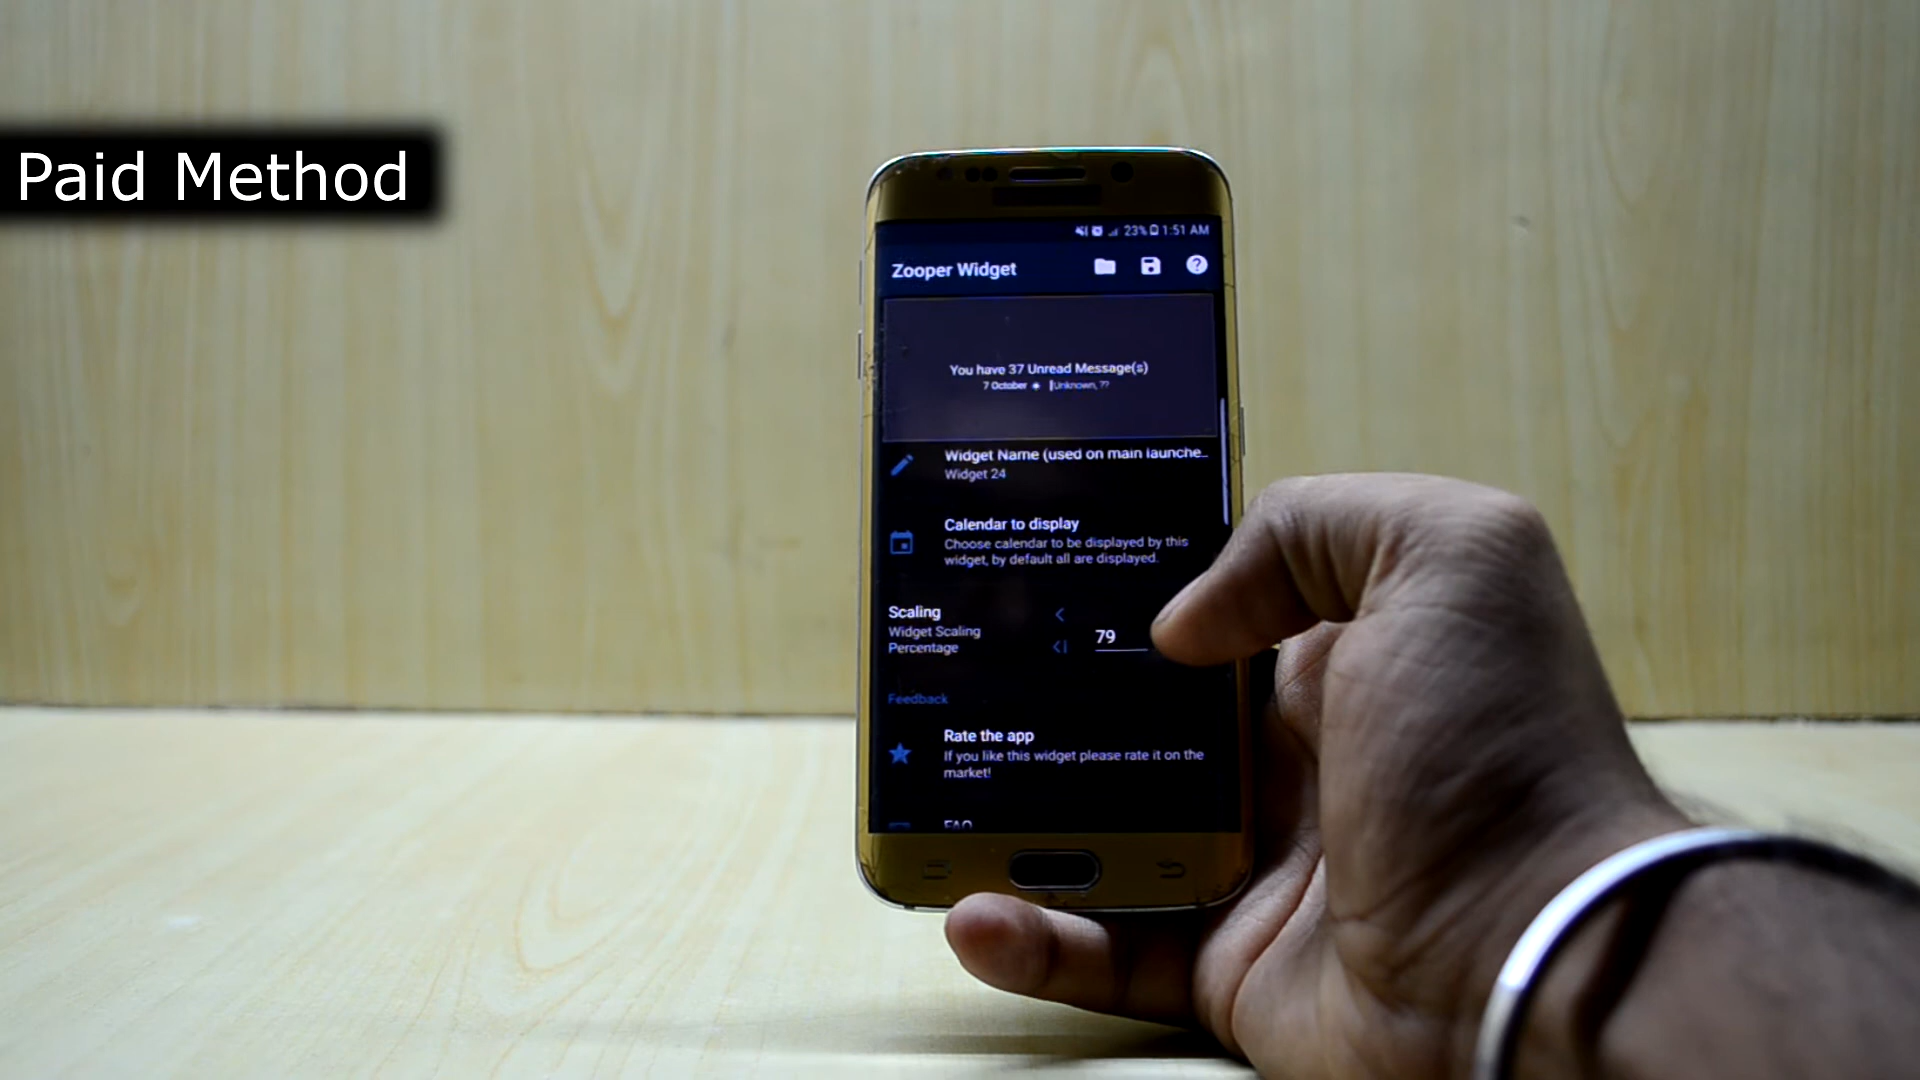 Paid Method
23% 1:51 AM
Zooper Widget
You have 37 Unread Message(s)
7 October Unknown, ??
Widget Name (used on main launche...
Widget 24
Calendar to display
Choose calendar to be displayed by this
widget, by default all are displayed.
Scaling
Widget Scaling
Percentage
79
Feedback
Rate the app
If you like this widget please rate it on the
market!
FAQ